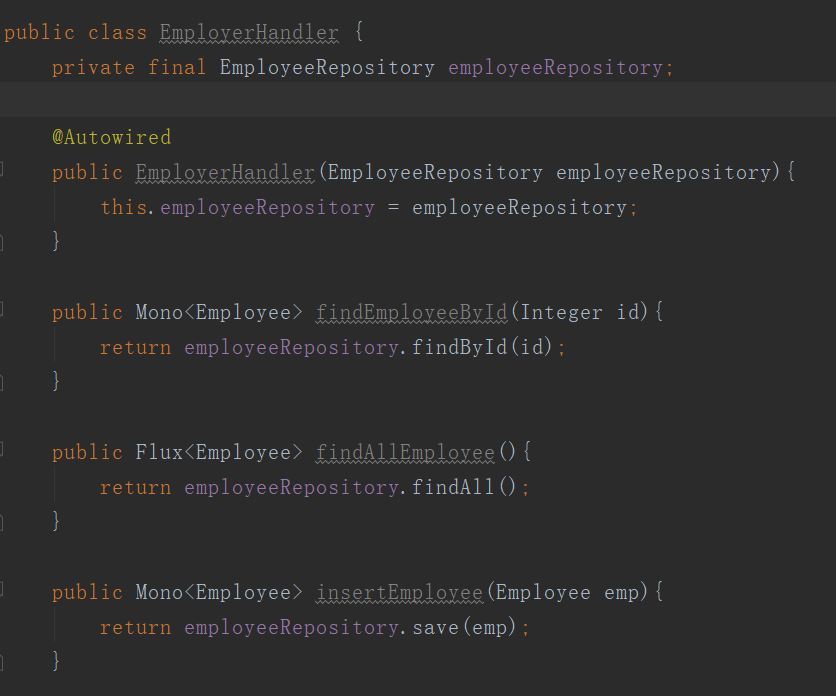 public class EmployerHandler {
private final EmployeeRepository employeeRepository;
@Autowired
public EmployerHandler(EmployeeRepository employeeRepository){
this.employeeRepository = employeeRepository;
}
public Mono<Employee> findEmployeeById(Integer id){
return employeeRepository.findById(id);
}
public Flux<Employee> findAllEmployee(){
return employeeRepository.findAll();
}
public Mono<Employee> insertEmployee(Employee emp){
return employeeRepository.save(emp);
}